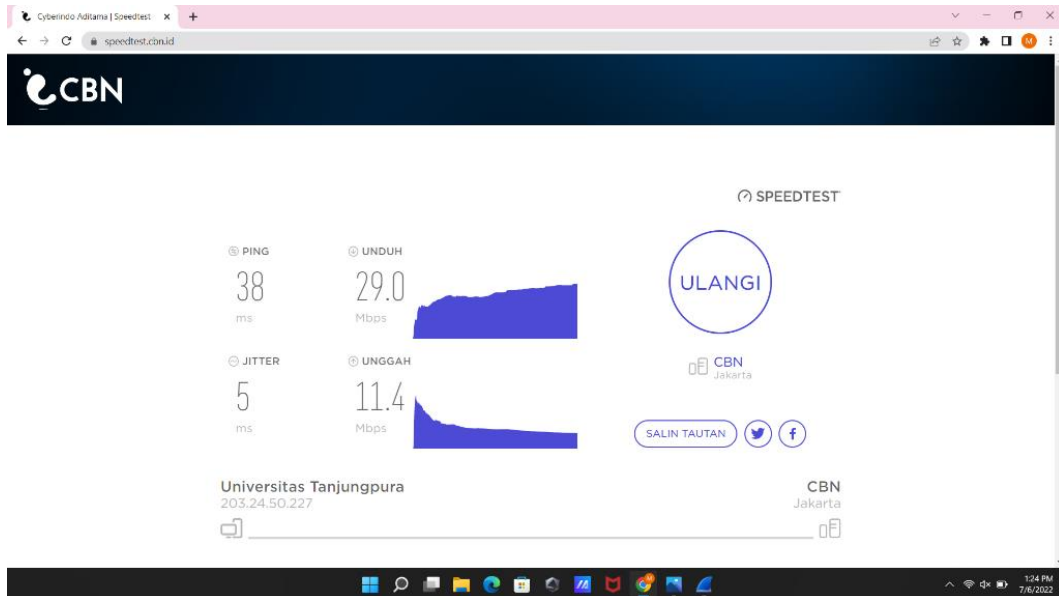 Cyberindo Aditama | Speedtest
speedtest.cbn.id
M
CBN
SPEEDTEST
PING
38
ms
UNDUH
29.0
Mbps
ULANGI
JITTER
5
ms
UNGGAH
11.4
Mbps
CBN
Jakarta
SALIN TAUTAN
Universitas Tanjungpura
203.24.50.227
CBN
Jakarta
1:24 PM
7/6/2022